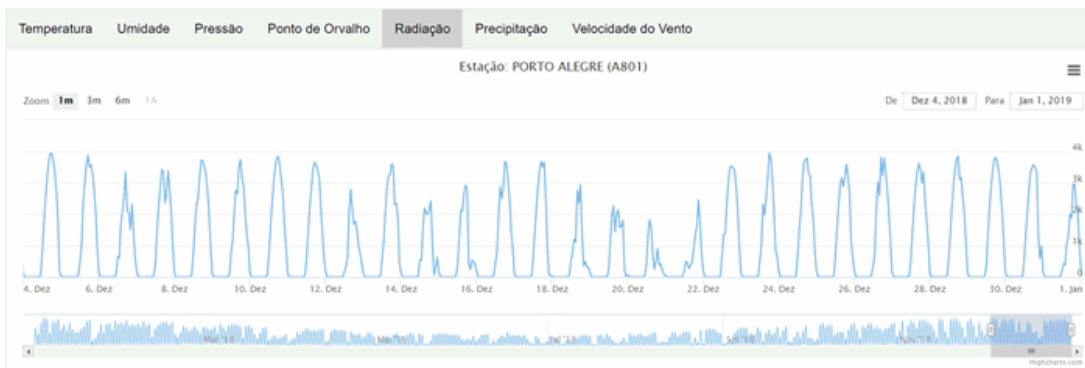 Temperatura Umidade Pressão Ponto de Orvalho Radiação Precipitação Velocidade do Vento
Estação: PORTO ALEGRE (A801)
Zoom 1m 3m 6m 1A De Dez 4, 2018 Para Jan 1, 2019
4k
3k
2k
1k
0
4. Dez 6. Dez 8. Dez 10. Dez 12. Dez 14. Dez 16. Dez 18. Dez 20. Dez 22. Dez 24. Dez 26. Dez 28. Dez 30. Dez 1. Jan
Highcharts.com